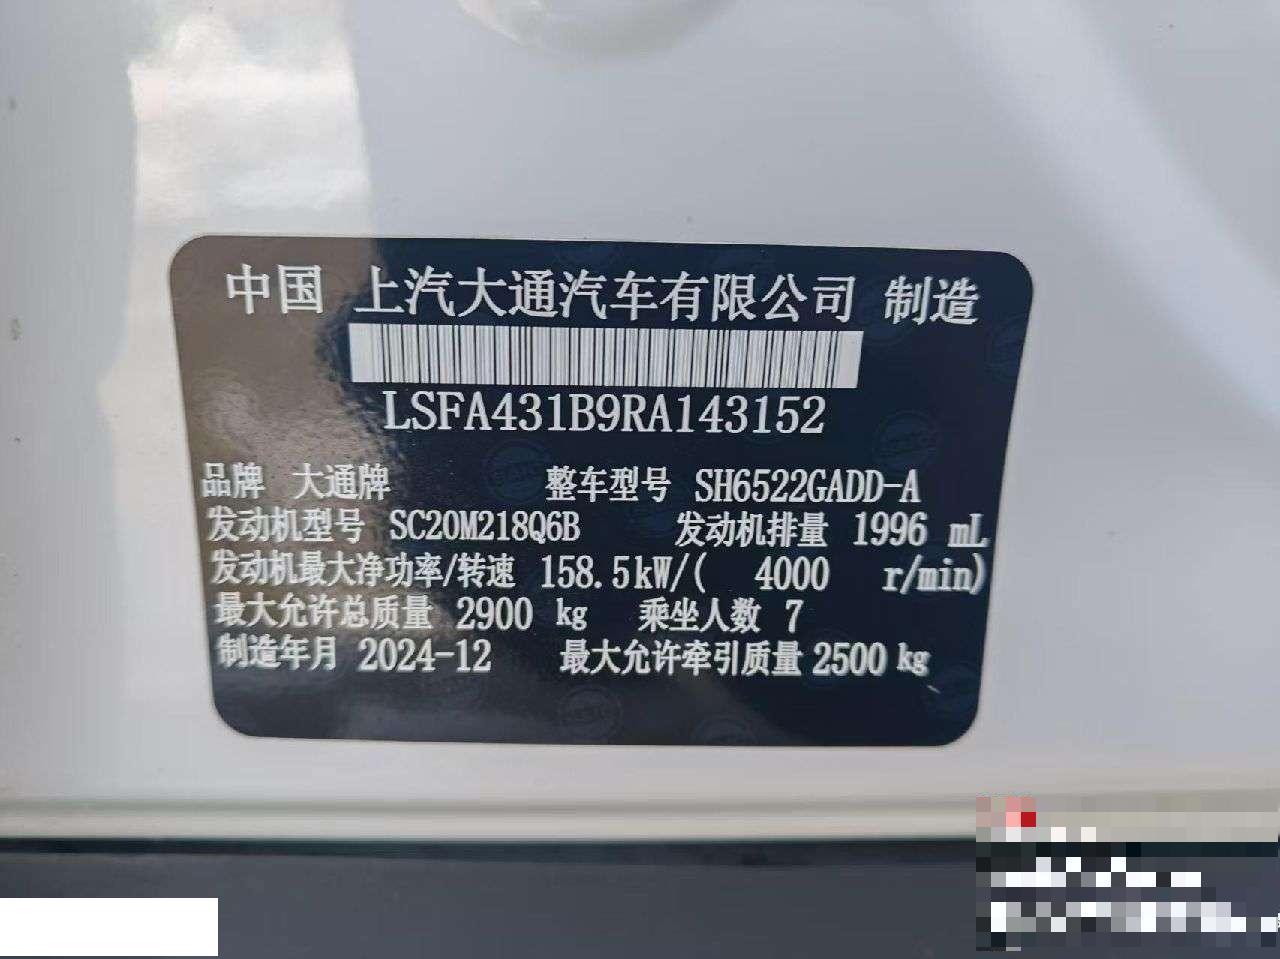 中国 上汽大通汽车有限公司 制造
LSFA431B9RA143152
品牌 大通牌 整车型号 SH6522GADD-A
发动机型号 SC20M218Q6B 发动机排量 1996 mL
发动机最大净功率/转速 158.5kW/( 4000 r/min)
最大允许总质量 2900 kg 乘坐人数 7
制造年月 2024-12 最大允许牵引质量 2500 kg